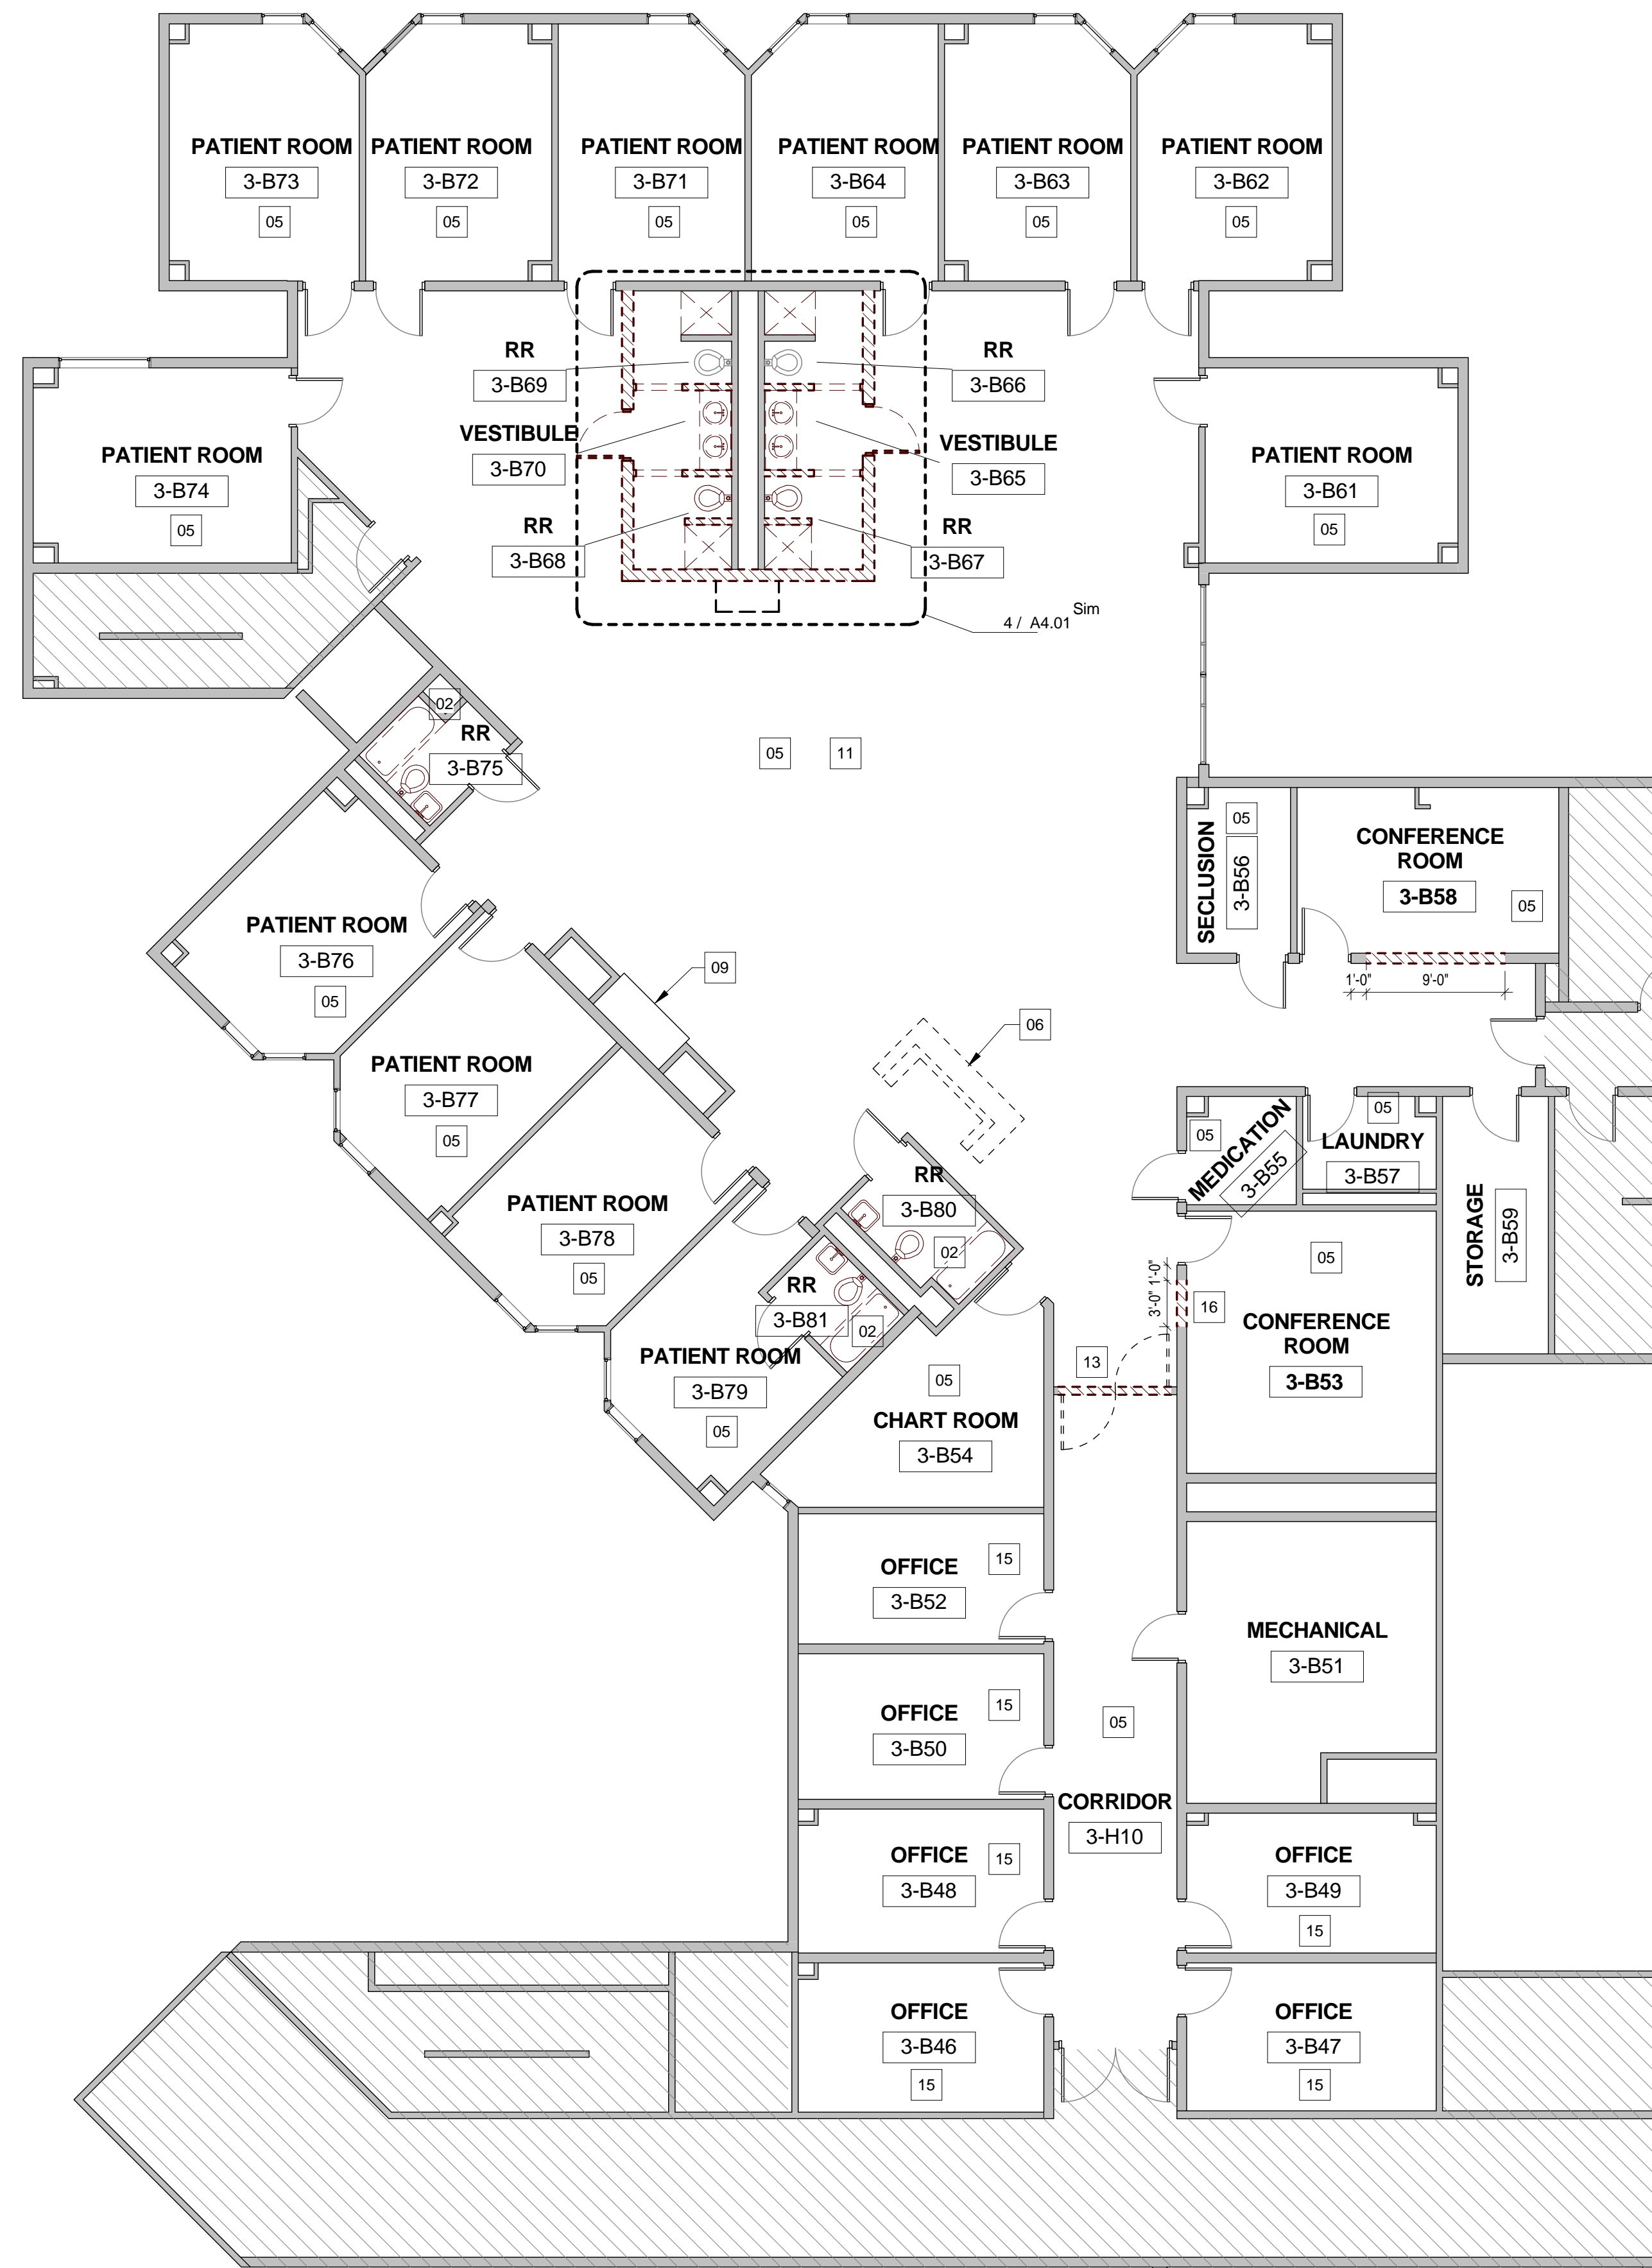 PATIENT ROOM
3-B73
05
PATIENT ROOM
3-B72
05
PATIENT ROOM
3-B71
05
PATIENT ROOM
3-B64
05
PATIENT ROOM
3-B63
05
PATIENT ROOM
3-B62
05
RR
3-B69
RR
3-B66
VESTIBULE
3-B70
VESTIBULE
3-B65
RR
3-B68
RR
3-B67
PATIENT ROOM
3-B74
05
PATIENT ROOM
3-B61
05
4 / A4.01
Sim
02
RR
3-B75
05
11
SECLUSION
3-B56
05
CONFERENCE
ROOM
3-B58
05
1'-0"
9'-0"
PATIENT ROOM
3-B76
05
09
06
PATIENT ROOM
3-B77
05
PATIENT ROOM
3-B78
05
RR
3-B80
02
RR
3-B81
02
PATIENT ROOM
3-B79
05
05
MEDICATION
3-B55
05
LAUNDRY
3-B57
STORAGE
3-B59
05
CONFERENCE
ROOM
3-B53
3'-0"
1'-0"
16
13
05
CHART ROOM
3-B54
OFFICE
3-B52
15
OFFICE
3-B50
15
MECHANICAL
3-B51
05
CORRIDOR
3-H10
OFFICE
3-B48
15
OFFICE
3-B49
15
OFFICE
3-B46
15
OFFICE
3-B47
15